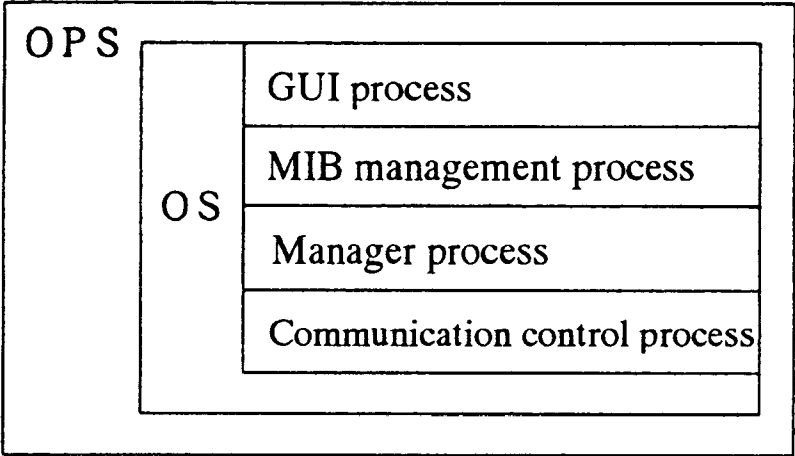 OPS
GUI process
MIB management process
OS
Manager process
Communication control process